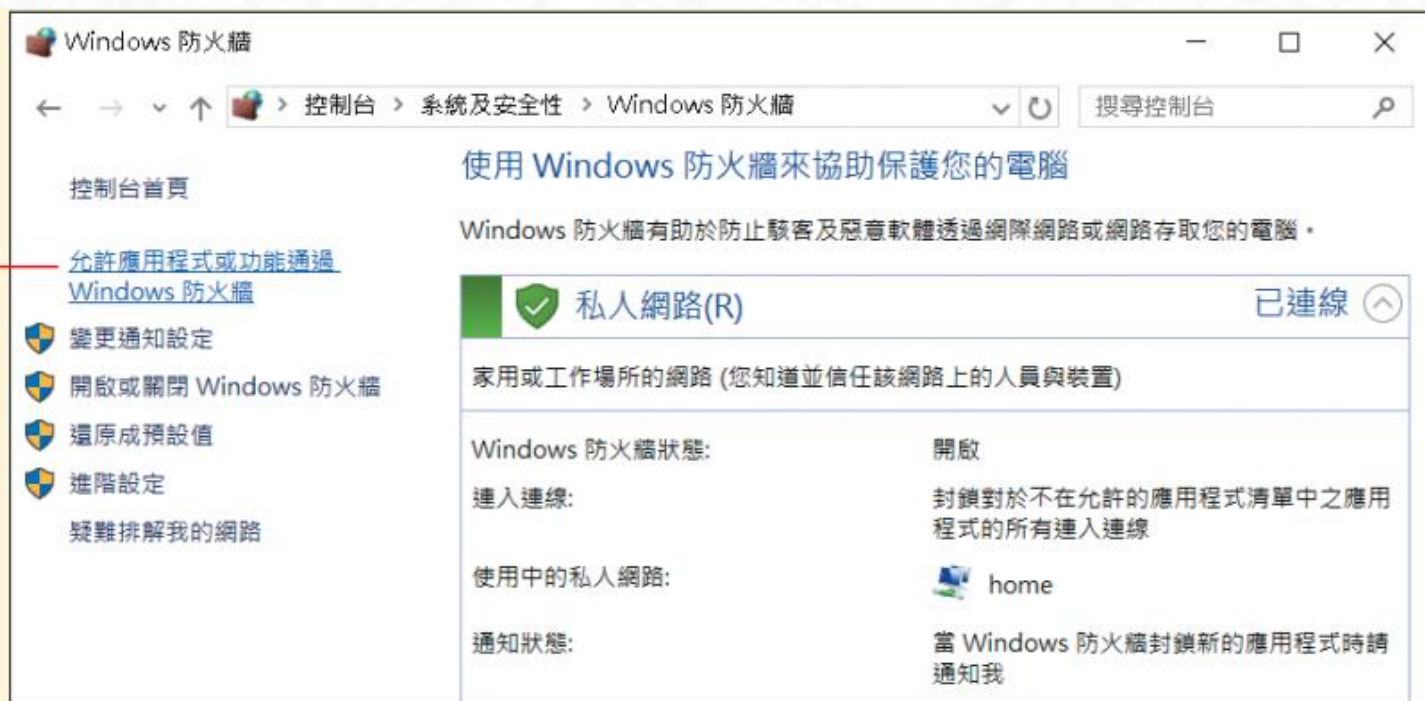 Windows 防火牆
控制台 > 系統及安全性 > Windows 防火牆
搜尋控制台
控制台首頁
允許應用程式或功能通過
Windows 防火牆
變更通知設定
開啟或關閉 Windows 防火牆
還原成預設值
進階設定
疑難排解我的網路
使用 Windows 防火牆來協助保護您的電腦
Windows 防火牆有助於防止駭客及惡意軟體透過網際網路或網路存取您的電腦。
私人網路(R)
已連線
家用或工作場所的網路 (您知道並信任該網路上的人員與裝置)
Windows 防火牆狀態:
開啟
連入連線:
封鎖對於不在允許的應用程式清單中之應用
程式的所有連入連線
使用中的私人網路:
home
通知狀態:
當 Windows 防火牆封鎖新的應用程式時請
通知我